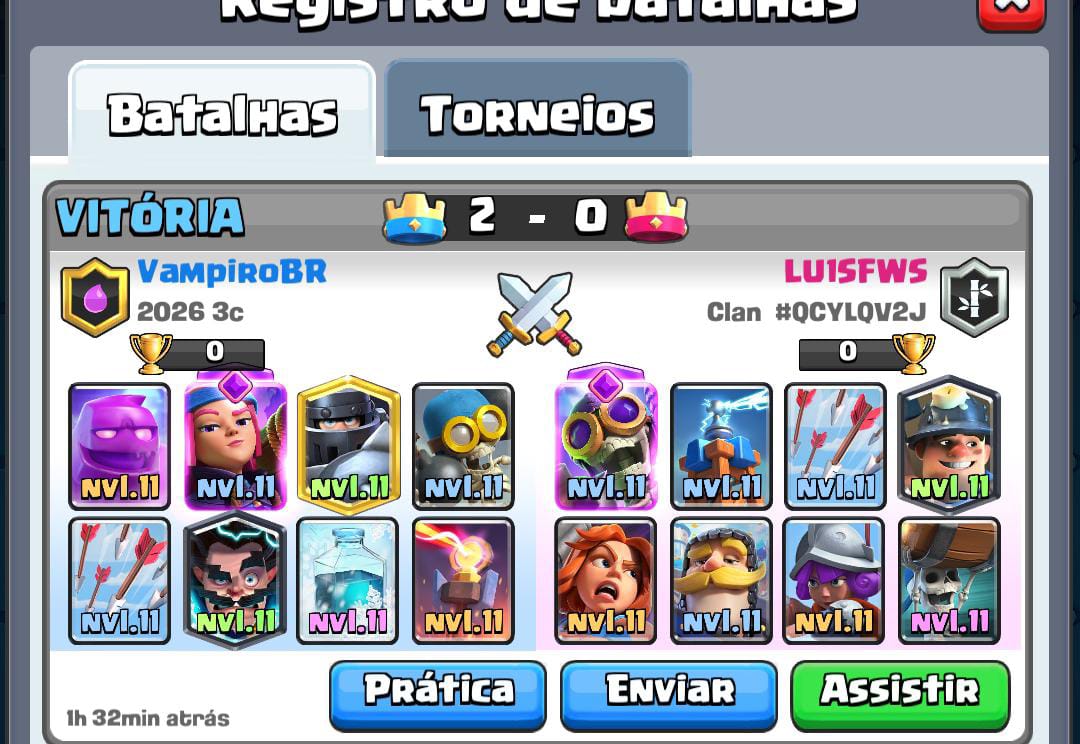 Registro de batalhas
Batalhas
Torneios
VITÓRIA
2 - 0
VampiroBR
LU1SFWS
2026 3c
Clan #QCYLQV2J
0
0
Nvl.11 Nvl.11 Nvl.11 Nvl.11 Nvl.11 Nvl.11 Nvl.11 Nvl.11
Nvl.11 Nvl.11 Nvl.11 Nvl.11 Nvl.11 Nvl.11 Nvl.11 Nvl.11
Prática
Enviar
Assistir
1h 32min atrás